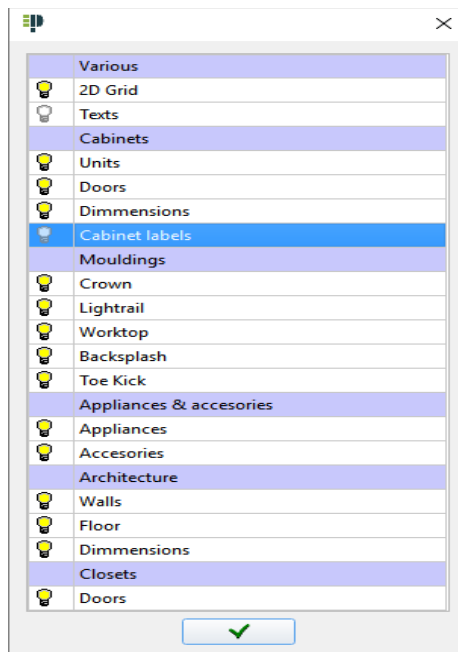 Various
2D Grid
Texts
Cabinets
Units
Doors
Dimmensions
Cabinet labels
Mouldings
Crown
Lightrail
Worktop
Backsplash
Toe Kick
Appliances & accesories
Appliances
Accesories
Architecture
Walls
Floor
Dimmensions
Closets
Doors